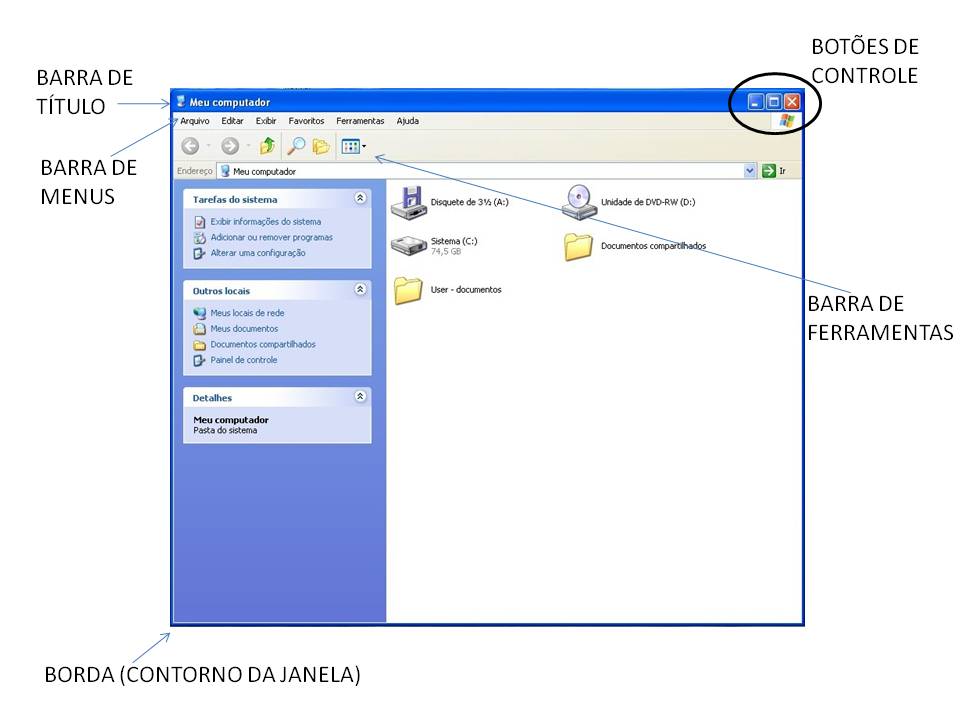 BOTÕES DE
CONTROLE
BARRA DE
TÍTULO
BARRA DE
MENUS
Meu computador
Arquivo Editar Exibir Favoritos Ferramentas Ajuda
Endereço Meu computador Ir
Tarefas do sistema
Exibir informações do sistema
Adicionar ou remover programas
Alterar uma configuração
Outros locais
Meus locais de rede
Meus documentos
Documentos compartilhados
Painel de controle
Detalhes
Meu computador
Pasta do sistema
Disquete de 3½ (A:)
Unidade de DVD-RW (D:)
Sistema (C:)
74,5 GB
Documentos compartilhados
User - documentos
BARRA DE
FERRAMENTAS
BORDA (CONTORNO DA JANELA)